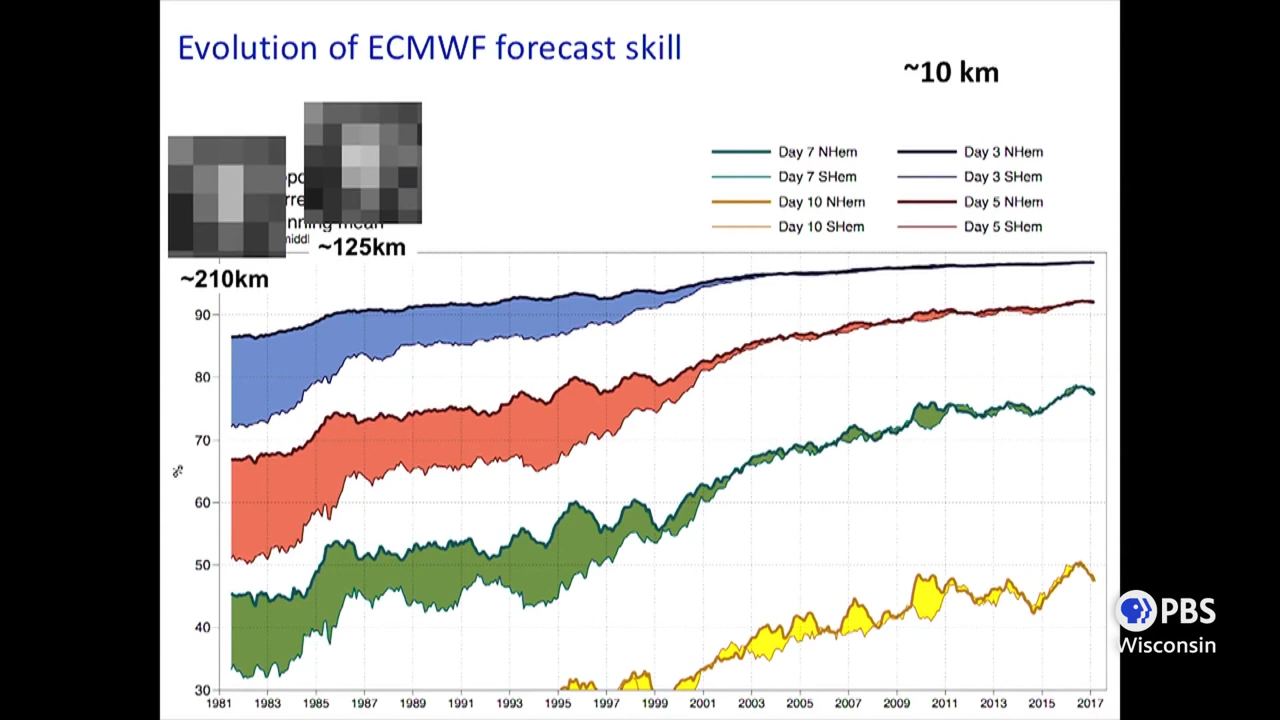 Evolution of ECMWF forecast skill
~10 km
Day 7 NHem
Day 3 NHem
Day 7 SHem
Day 3 SHem
Day 10 NHem
Day 5 NHem
Day 10 SHem
Day 5 SHem
mean
~125km
~210km
90
80
70
%
60
50
40
30
1981 1983 1985 1987 1989 1991 1993 1995 1997 1999 2001 2003 2005 2007 2009 2011 2013 2015 2017
PBS
Wisconsin